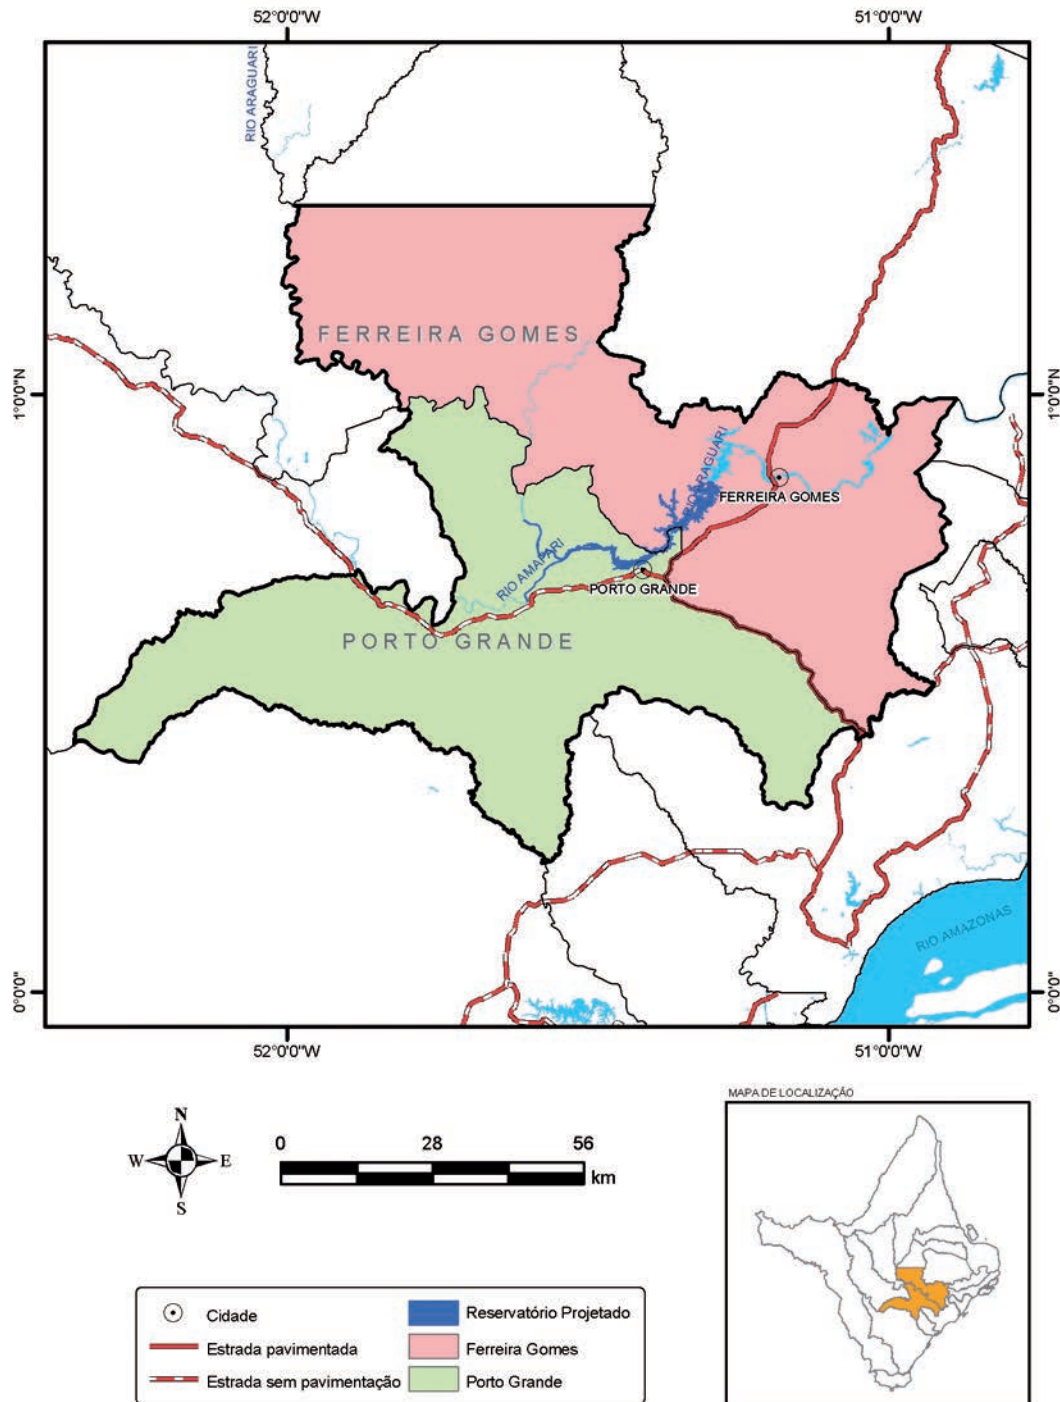 52°0'0"W
51°0'0"W
RIO ARAGUARI
FERREIRA GOMES
1°0'0"N
1°0'0"N
RIO ARAGUARI
FERREIRA GOMES
RIO AMAPARI
PORTO GRANDE
PORTO GRANDE
RIO AMAZONAS
0°0'0"
0°0'0"
52°0'0"W
51°0'0"W
MAPA DE LOCALIZAÇÃO
N
W
E
S
0
28
56
km
Cidade
Reservatório Projetado
Estrada pavimentada
Ferreira Gomes
Estrada sem pavimentação
Porto Grande